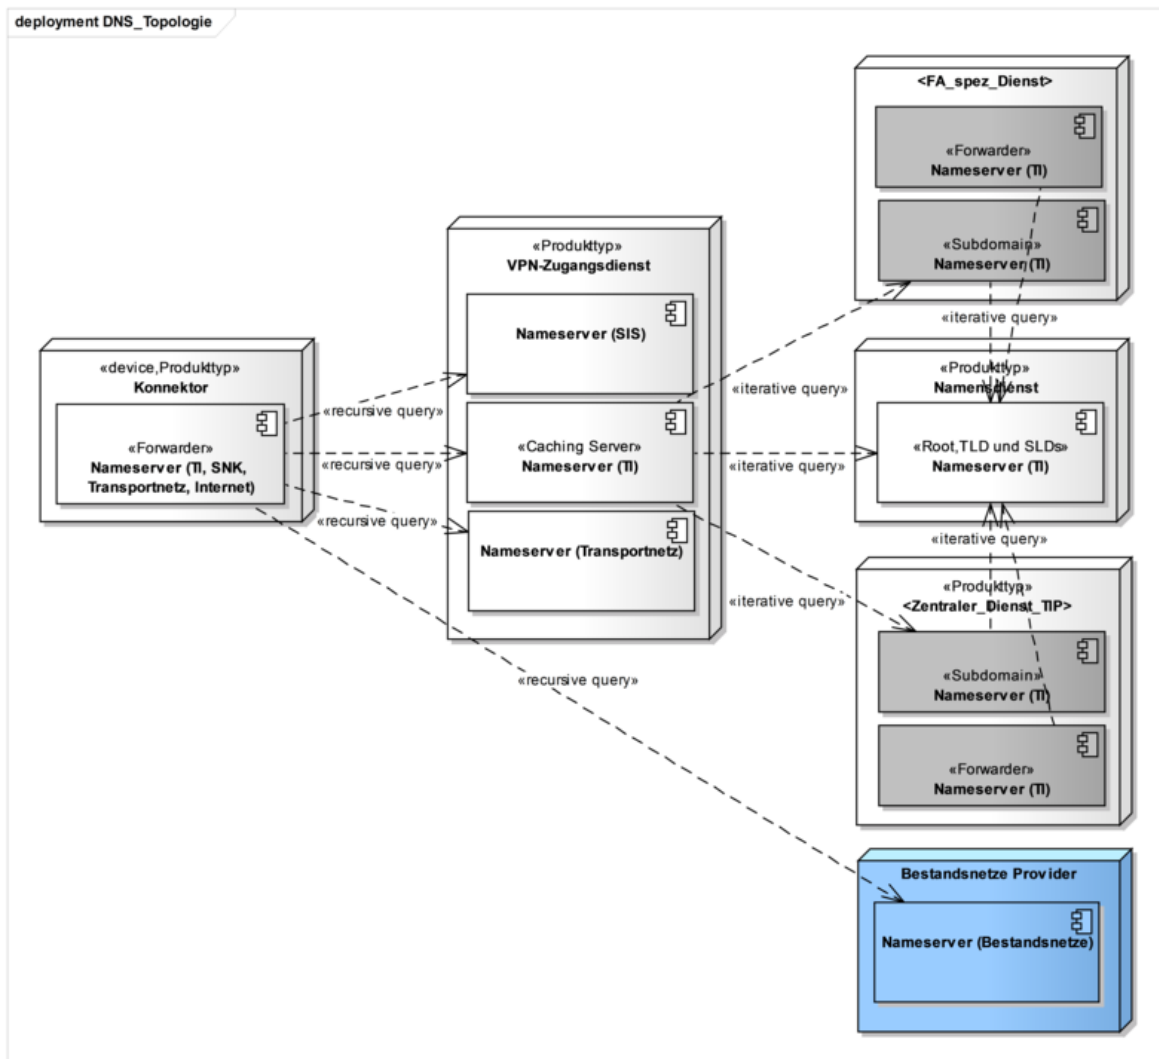 deployment DNS_Topologie
«device,Produkttyp»
Konnektor
«Forwarder»
Nameserver (TI, SNK,
Transportnetz, Internet)
«recursive query»
«recursive query»
«recursive query»
«recursive query»
«Produkttyp»
VPN-Zugangsdienst
Nameserver (SIS)
«Caching Server»
Nameserver (TI)
Nameserver (Transportnetz)
«iterative query»
«iterative query»
«iterative query»
<FA_spez_Dienst>
«Forwarder»
Nameserver (TI)
«Subdomain»
Nameserver (TI)
«iterative query»
«Produkttyp»
Namensdienst
«Root,TLD und SLDs»
Nameserver (TI)
«iterative query»
«Produkttyp»
<Zentraler_Dienst_TIP>
«Subdomain»
Nameserver (TI)
«Forwarder»
Nameserver (TI)
Bestandsnetze Provider
Nameserver (Bestandsnetze)